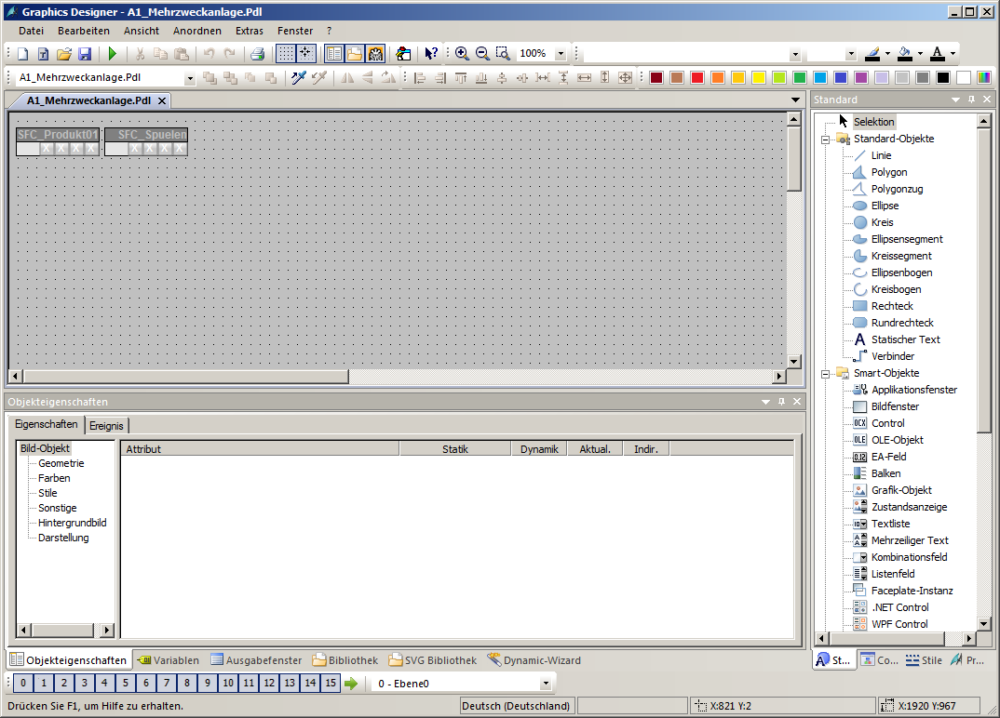 Graphics Designer - A1_Mehrzweckanlage.Pdl
Datei Bearbeiten Ansicht Anordnen Extras Fenster ?
100%
A1_Mehrzweckanlage.Pdl
A1_Mehrzweckanlage.Pdl
SFC_Produkt01 SFC_Spuelen
X X X X X X X X
Objekteigenschaften
Eigenschaften Ereignis
Bild-Objekt
Geometrie
Farben
Stile
Sonstige
Hintergrundbild
Darstellung
Attribut Statik Dynamik Aktual. Indir.
Standard
Selektion
Standard-Objekte
Linie
Polygon
Polygonzug
Ellipse
Kreis
Ellipsensegment
Kreissegment
Ellipsenbogen
Kreisbogen
Rechteck
Rundrechteck
A Statischer Text
Verbinder
Smart-Objekte
Applikationsfenster
Bildfenster
OCX Control
OLE OLE-Objekt
0.12 EA-Feld
Balken
Grafik-Objekt
Zustandsanzeige
Textliste
Mehrzeiliger Text
Kombinationsfeld
Listenfeld
Faceplate-Instanz
.NET Control
WPF Control
Objekteigenschaften Variablen Ausgabefenster Bibliothek SVG Bibliothek Dynamic-Wizard
St... Co... Stile Pr...
0 1 2 3 4 5 6 7 8 9 10 11 12 13 14 15 0 - Ebene0
Drücken Sie F1, um Hilfe zu erhalten. Deutsch (Deutschland) X:821 Y:2 X:1920 Y:967